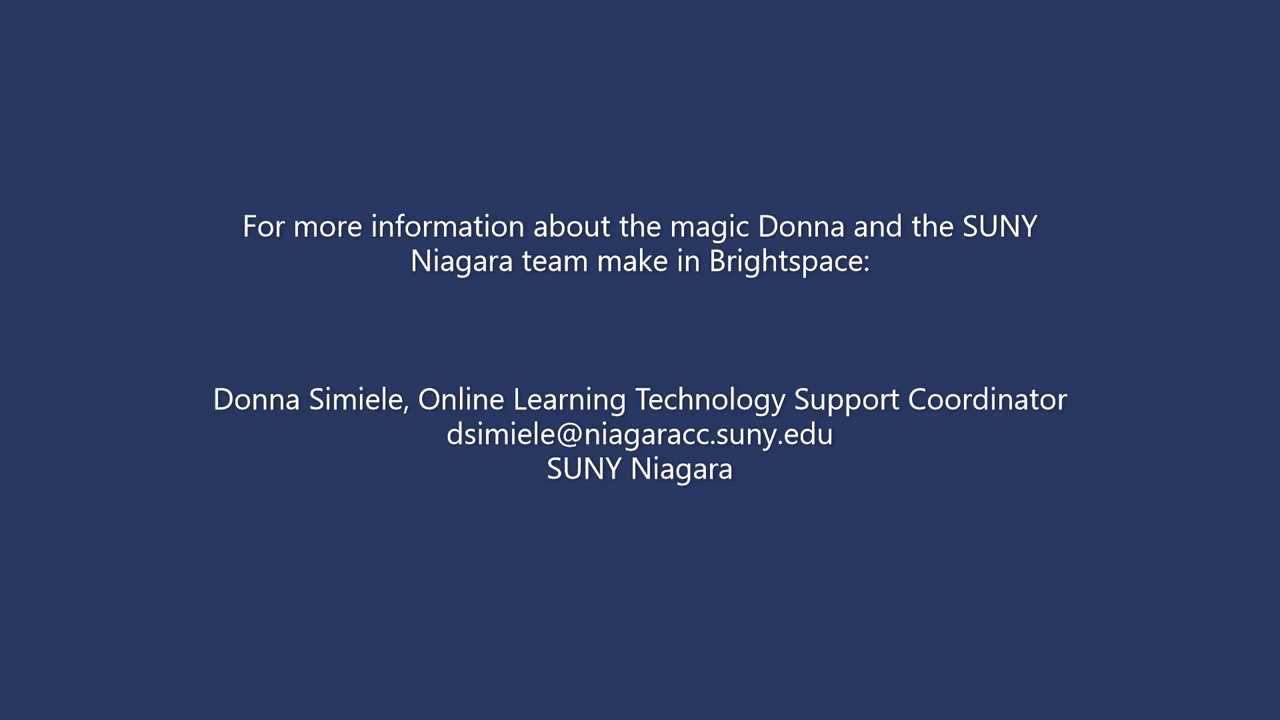 For more information about the magic Donna and the SUNY
Niagara team make in Brightspace:
Donna Simiele, Online Learning Technology Support Coordinator
dsimiele@niagaracc.suny.edu
SUNY Niagara